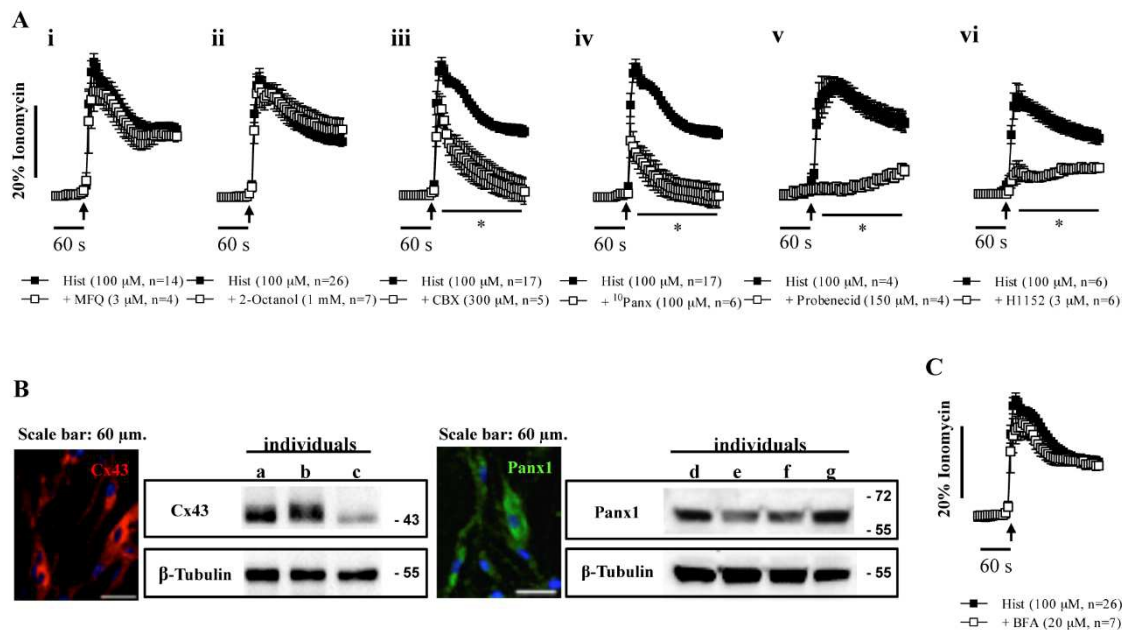 A
i ii iii iv v vi
20% Ionomycin
* * * *
60 s 60 s 60 s 60 s 60 s 60 s
Hist (100 µM, n=14) Hist (100 µM, n=26) Hist (100 µM, n=17) Hist (100 µM, n=17) Hist (100 µM, n=4) Hist (100 µM, n=6)
+ MFQ (3 µM, n=4) + 2-Octanol (1 mM, n=7) + CBX (300 µM, n=5) + ¹⁰Panx (100 µM, n=6) + Probenecid (150 µM, n=4) + H1152 (3 µM, n=6)
B
Scale bar: 60 µm.
Cx43
individuals
a b c
Cx43
- 43
β-Tubulin
- 55
Scale bar: 60 µm.
Panx1
individuals
d e f g
Panx1
- 72
- 55
β-Tubulin
- 55
C
20% Ionomycin
60 s
Hist (100 µM, n=26)
+ BFA (20 µM, n=7)